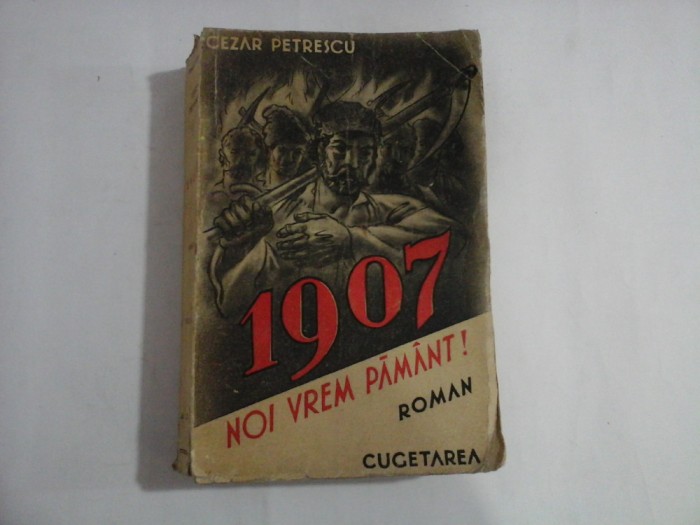 CEZAR PETRESCU
1907
NOI VREM PĂMÂNT!
ROMAN
CUGETAREA